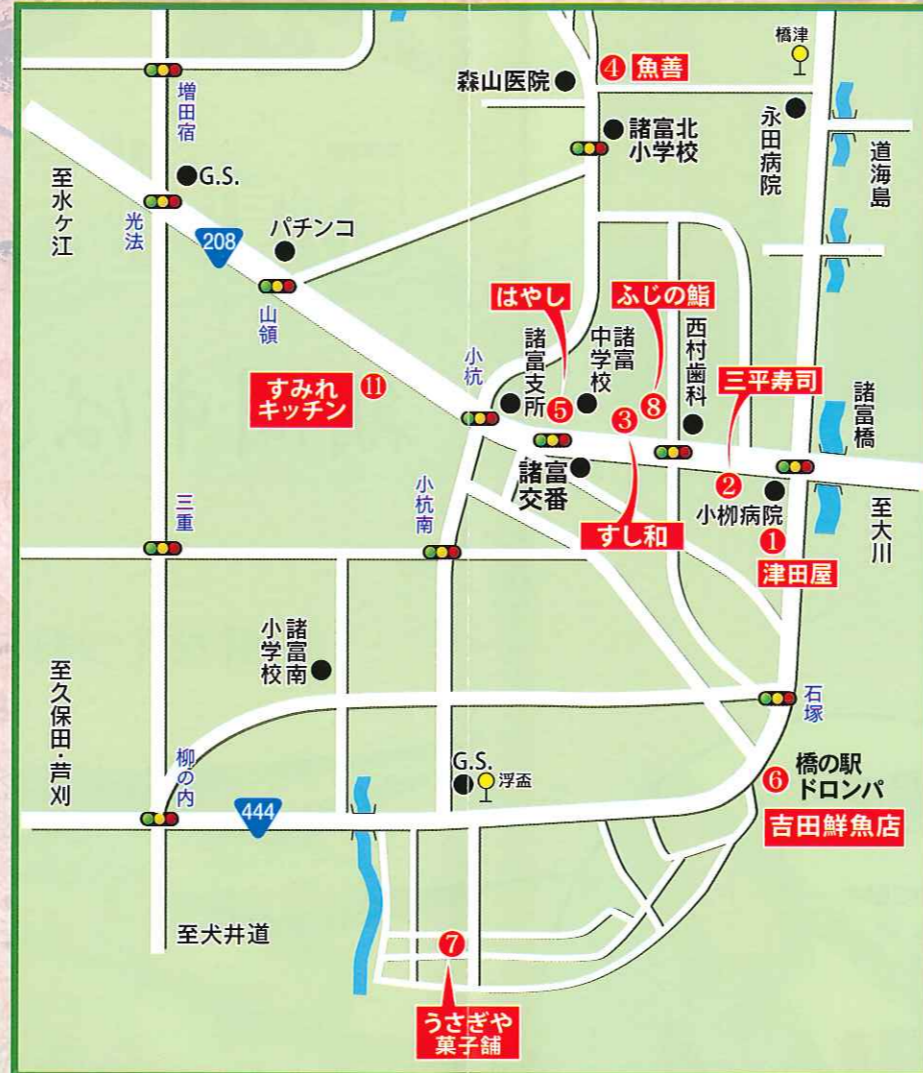 橋津
④ 魚善
森山医院
増田宿
諸富北
小学校
永田病院
道海島
至水ヶ江
G.S.
光法
208
パチンコ
山領
はやし
ふじの鮨
小杭
諸富支所
諸富
中学校
西村歯科
三平寿司
諸富橋
すみれ
キッチン
⑪
⑤
③
⑧
諸富
交番
②
小栁病院
至大川
小杭南
すし和
①
津田屋
三重
諸富南
小学校
至久保田・芦刈
石塚
柳の内
G.S.
浮盃
⑥
橋の駅
ドロンパ
吉田鮮魚店
444
至犬井道
⑦
うさぎや
菓子舗